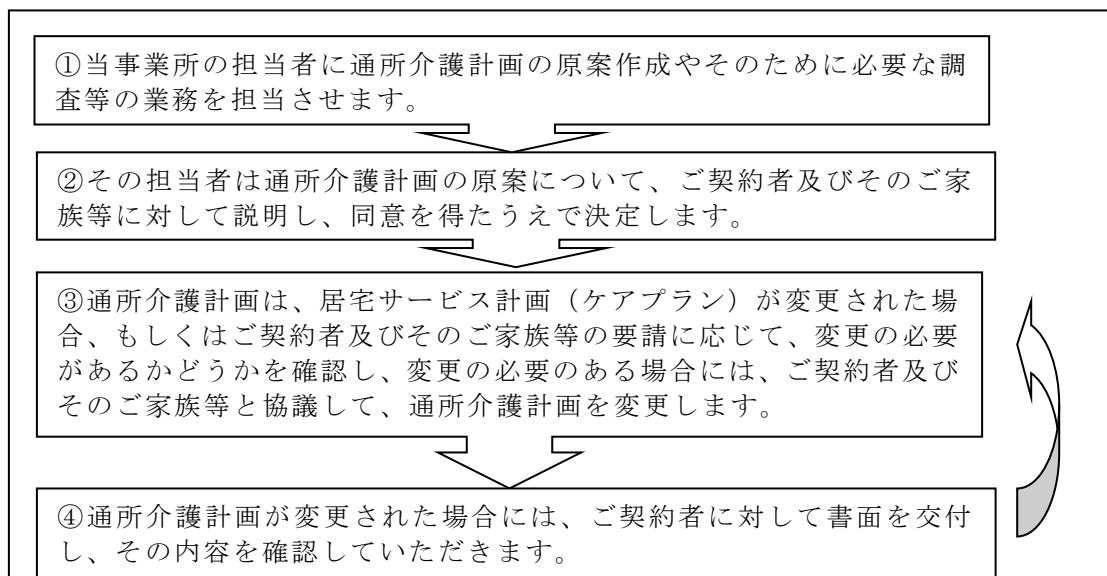 ①当事業所の担当者に通所介護計画の原案作成やそのために必要な調
査等の業務を担当させます。
②その担当者は通所介護計画の原案について、ご契約者及びそのご家
族等に対して説明し、同意を得たうえで決定します。
③通所介護計画は、居宅サービス計画（ケアプラン）が変更された場
合、もしくはご契約者及びそのご家族等の要請に応じて、変更の必要
があるかどうかを確認し、変更の必要のある場合には、ご契約者及び
そのご家族等と協議して、通所介護計画を変更します。
④通所介護計画が変更された場合には、ご契約者に対して書面を交付
し、その内容を確認していただきます。